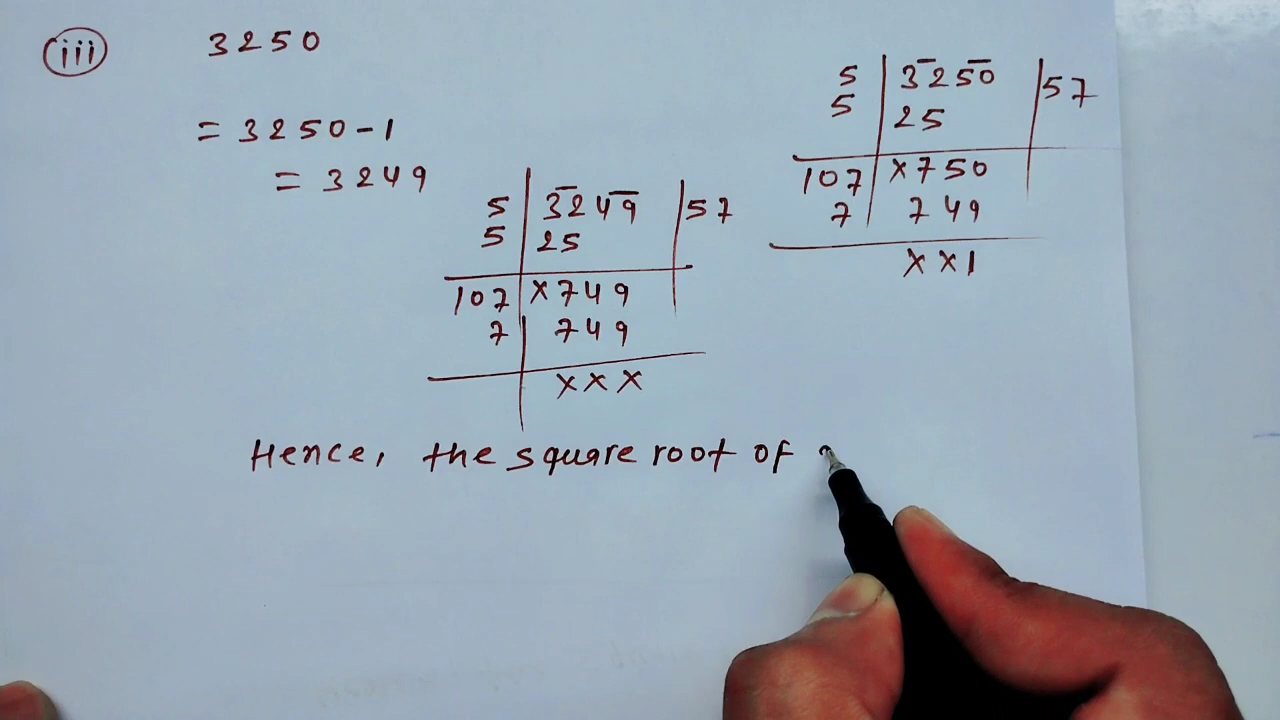 (iii) 3250
= 3250-1
= 3249
5 | 3249 | 57
5 | 25
107 | x749
7 | 749
xxx
5 | 3250 | 57
5 | 25
107 | x750
7 | 749
xx1
Hence, the square root of